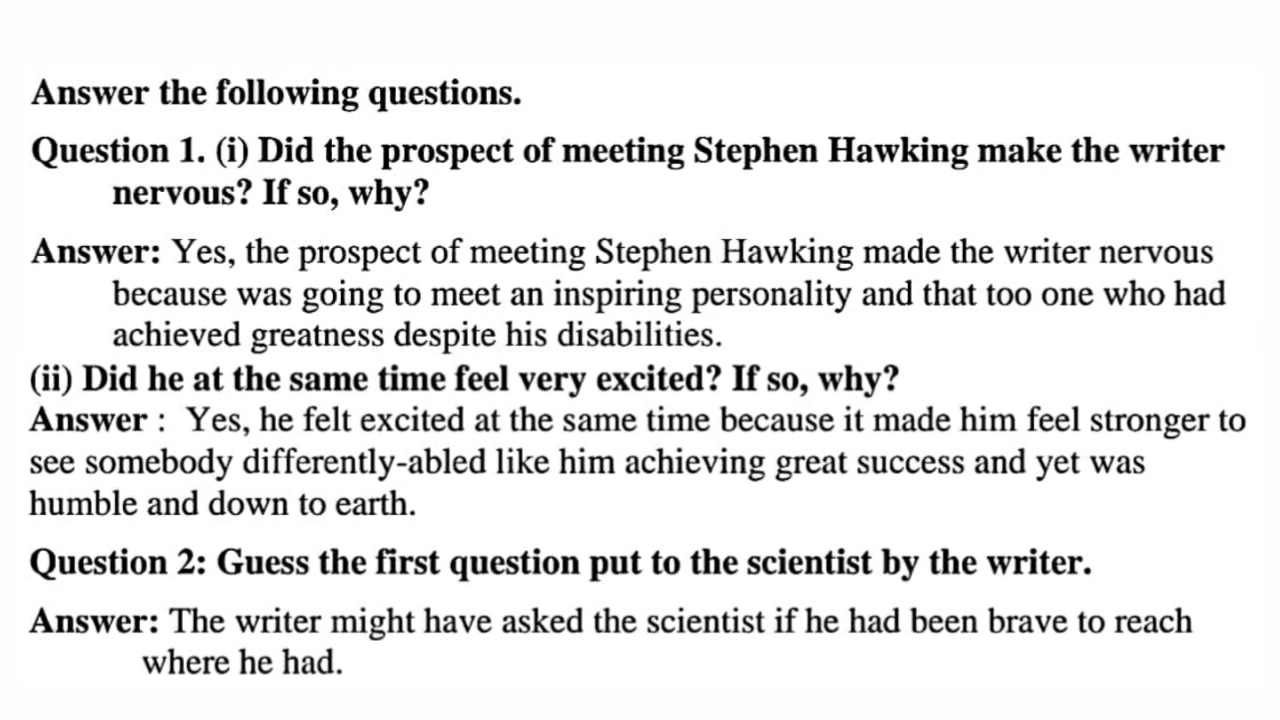 Answer the following questions.
Question 1. (i) Did the prospect of meeting Stephen Hawking make the writer
nervous? If so, why?
Answer: Yes, the prospect of meeting Stephen Hawking made the writer nervous
because was going to meet an inspiring personality and that too one who had
achieved greatness despite his disabilities.
(ii) Did he at the same time feel very excited? If so, why?
Answer : Yes, he felt excited at the same time because it made him feel stronger to
see somebody differently-abled like him achieving great success and yet was
humble and down to earth.
Question 2: Guess the first question put to the scientist by the writer.
Answer: The writer might have asked the scientist if he had been brave to reach
where he had.